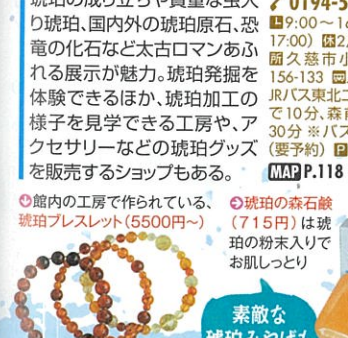 琥珀の成り立ちや貴重な虫入
り琥珀、国内外の琥珀原石、恐
竜の化石など太古ロマンあふ
れる展示が魅力。琥珀発掘を
体験できるほか、琥珀加工の
様子を見学できる工房や、ア
クセサリーなどの琥珀グッズ
を販売するショップもある。
0194-5
9:00～1
17:00) 休2
所久慈市小
156-133
JRバス東北
で10分、森
30分 ※バス
(要予約) P
MAP P.118
館内の工房で作られている、
琥珀ブレスレット(5500円～)
琥珀の森石鹸
(715円)は琥
珀の粉末入りで
お肌しっとり
素敵な